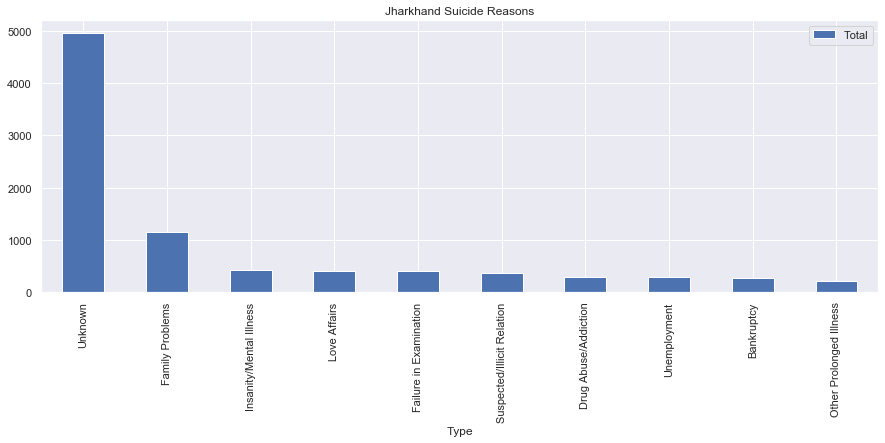 Jharkhand Suicide Reasons
Total
5000
4000
3000
2000
1000
0
Unknown
Family Problems
Insanity/Mental Illness
Love Affairs
Failure in Examination
Suspected/Illicit Relation
Drug Abuse/Addiction
Unemployment
Bankruptcy
Other Prolonged Illness
Type